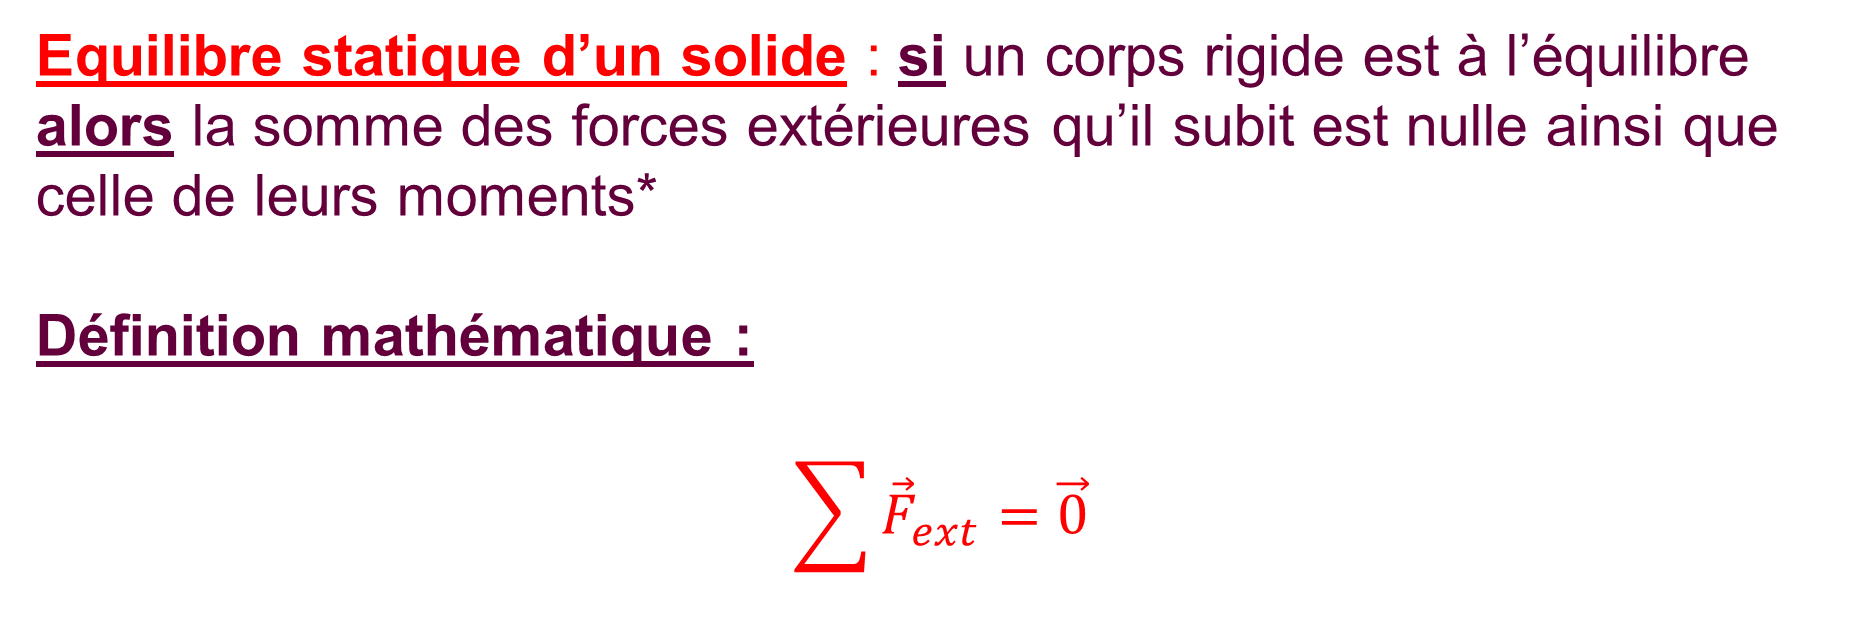 Equilibre statique d’un solide : si un corps rigide est à l’équilibre
alors la somme des forces extérieures qu’il subit est nulle ainsi que
celle de leurs moments*
Définition mathématique :
∑ F⃗ext = 0⃗